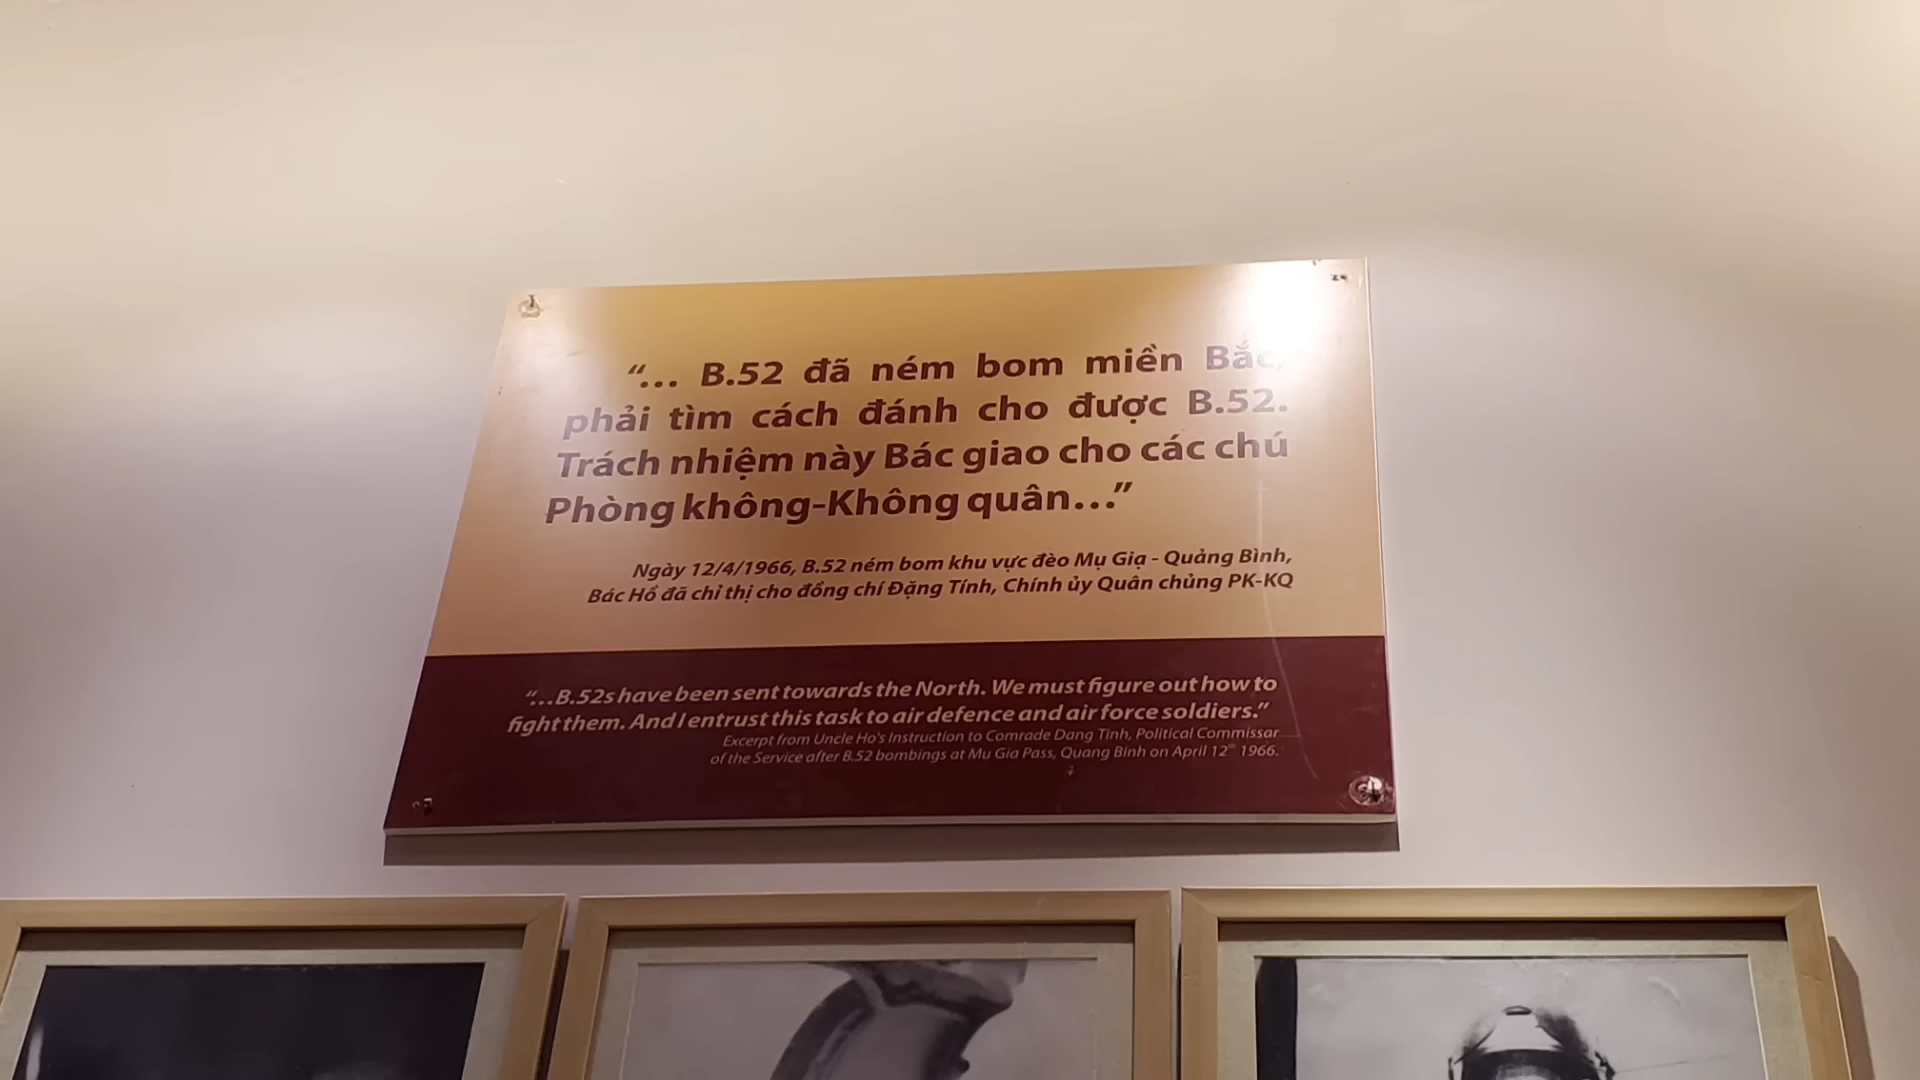 “... B.52 đã ném bom miền Bắc,
phải tìm cách đánh cho được B.52.
Trách nhiệm này Bác giao cho các chú
Phòng không-Không quân...”
Ngày 12/4/1966, B.52 ném bom khu vực đèo Mụ Giạ - Quảng Bình,
Bác Hồ đã chỉ thị cho đồng chí Đặng Tính, Chính ủy Quân chủng PK-KQ
“...B.52s have been sent towards the North. We must figure out how to
fight them. And I entrust this task to air defence and air force soldiers.”
Excerpt from Uncle Ho's Instruction to Comrade Dang Tinh, Political Commissar
of the Service after B.52 bombings at Mu Gia Pass, Quang Binh on April 12th 1966.